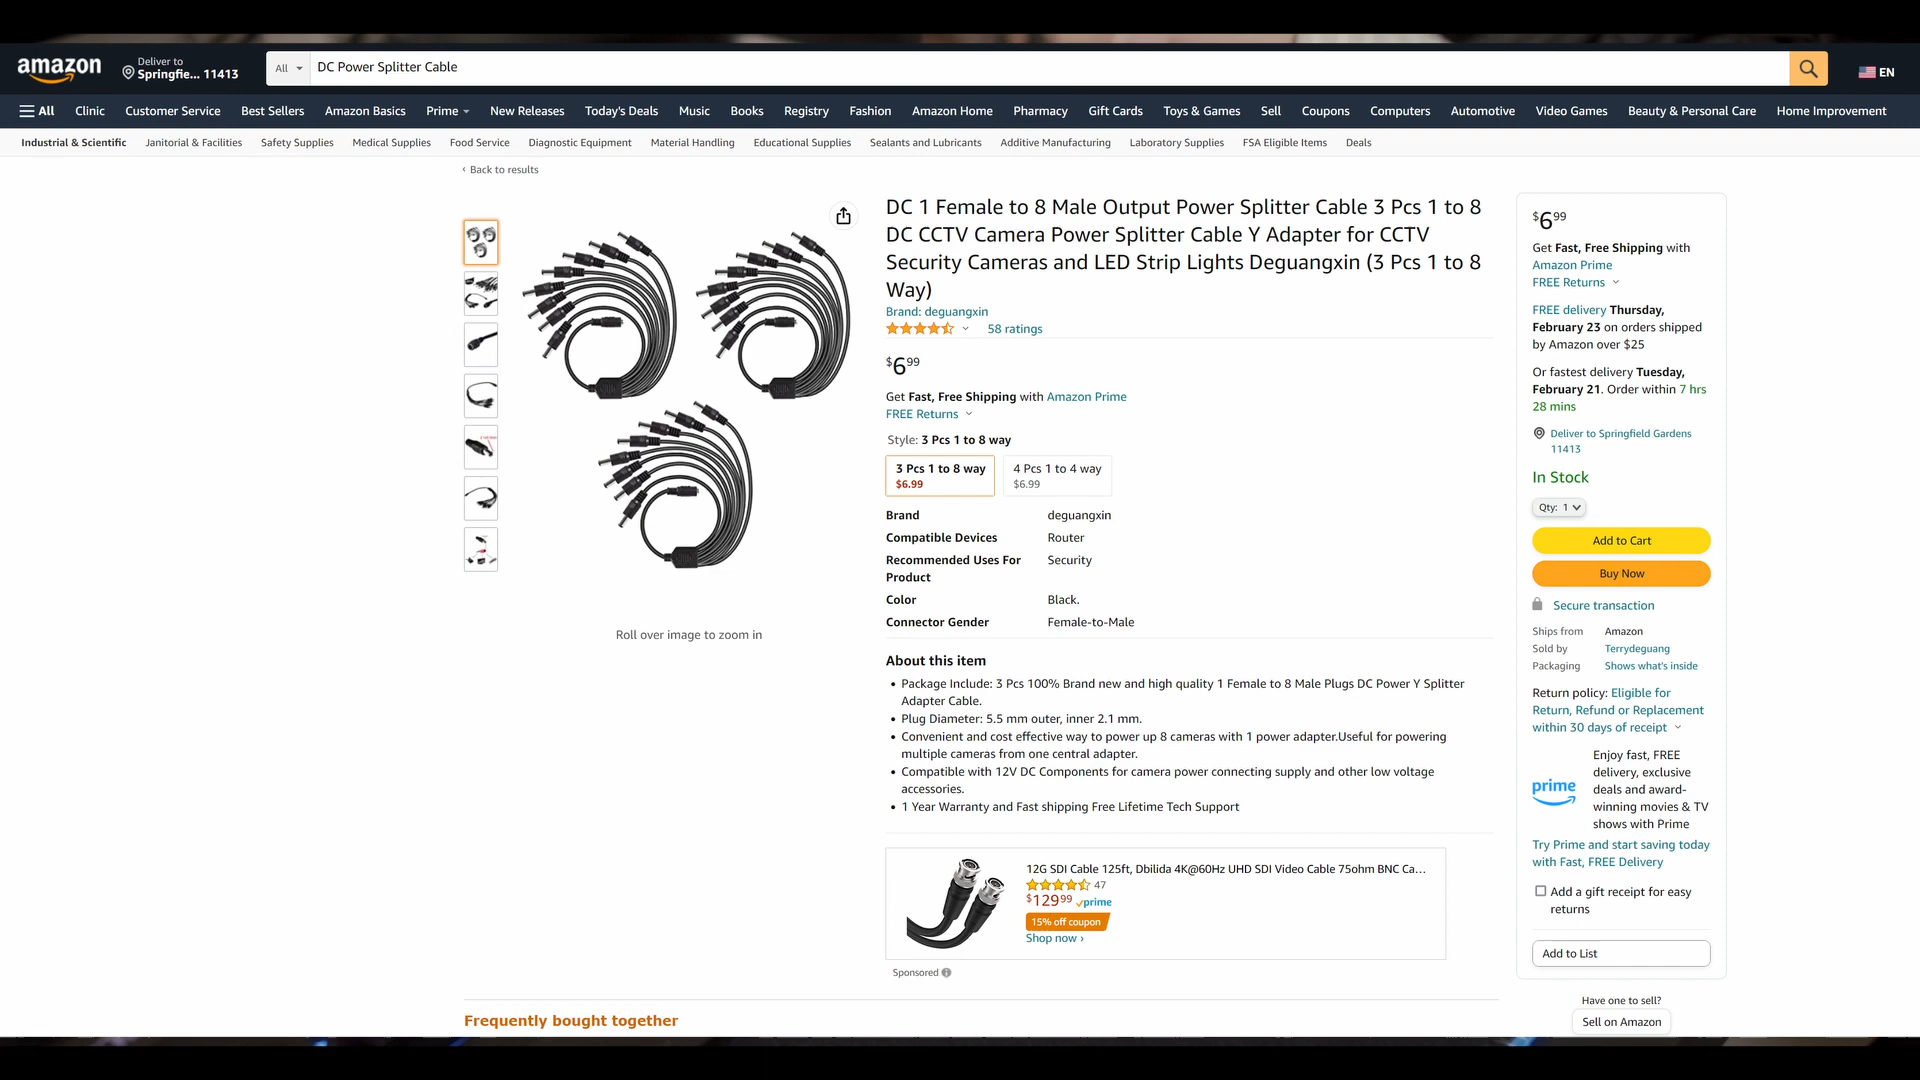 amazon
Deliver to
Springfie... 11413
All
DC Power Splitter Cable
EN
All
Clinic
Customer Service
Best Sellers
Amazon Basics
Prime
New Releases
Today's Deals
Music
Books
Registry
Fashion
Amazon Home
Pharmacy
Gift Cards
Toys & Games
Sell
Coupons
Computers
Automotive
Video Games
Beauty & Personal Care
Home Improvement
Industrial & Scientific
Janitorial & Facilities
Safety Supplies
Medical Supplies
Food Service
Diagnostic Equipment
Material Handling
Educational Supplies
Sealants and Lubricants
Additive Manufacturing
Laboratory Supplies
FSA Eligible Items
Deals
‹ Back to results
Roll over image to zoom in
DC 1 Female to 8 Male Output Power Splitter Cable 3 Pcs 1 to 8
DC CCTV Camera Power Splitter Cable Y Adapter for CCTV
Security Cameras and LED Strip Lights Deguangxin (3 Pcs 1 to 8
Way)
Brand: deguangxin
58 ratings
$699
Get Fast, Free Shipping with Amazon Prime
FREE Returns
Style: 3 Pcs 1 to 8 way
3 Pcs 1 to 8 way
$6.99
4 Pcs 1 to 4 way
$6.99
Brand deguangxin
Compatible Devices Router
Recommended Uses For Security
Product
Color Black.
Connector Gender Female-to-Male
About this item
• Package Include: 3 Pcs 100% Brand new and high quality 1 Female to 8 Male Plugs DC Power Y Splitter
Adapter Cable.
• Plug Diameter: 5.5 mm outer, inner 2.1 mm.
• Convenient and cost effective way to power up 8 cameras with 1 power adapter.Useful for powering
multiple cameras from one central adapter.
• Compatible with 12V DC Components for camera power connecting supply and other low voltage
accessories.
• 1 Year Warranty and Fast shipping Free Lifetime Tech Support
12G SDI Cable 125ft, Dbilida 4K@60Hz UHD SDI Video Cable 75ohm BNC Ca...
47
$12999 prime
15% off coupon
Shop now ›
Sponsored
Frequently bought together
$699
Get Fast, Free Shipping with
Amazon Prime
FREE Returns
FREE delivery Thursday,
February 23 on orders shipped
by Amazon over $25
Or fastest delivery Tuesday,
February 21. Order within 7 hrs
28 mins
Deliver to Springfield Gardens
11413
In Stock
Qty: 1
Add to Cart
Buy Now
Secure transaction
Ships from Amazon
Sold by Terrydeguang
Packaging Shows what's inside
Return policy: Eligible for
Return, Refund or Replacement
within 30 days of receipt
prime
Enjoy fast, FREE
delivery, exclusive
deals and award-
winning movies & TV
shows with Prime
Try Prime and start saving today
with Fast, FREE Delivery
Add a gift receipt for easy
returns
Add to List
Have one to sell?
Sell on Amazon